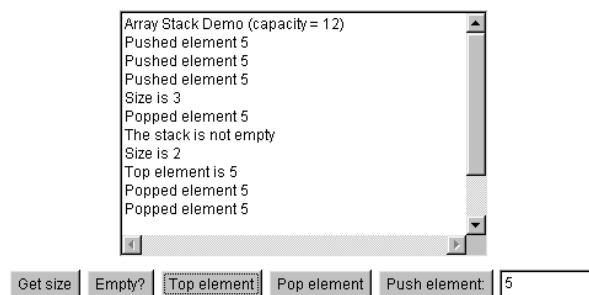 Array Stack Demo (capacity = 12)
Pushed element 5
Pushed element 5
Pushed element 5
Size is 3
Popped element 5
The stack is not empty
Size is 2
Top element is 5
Popped element 5
Popped element 5
Get size Empty? Top element Pop element Push element: 5